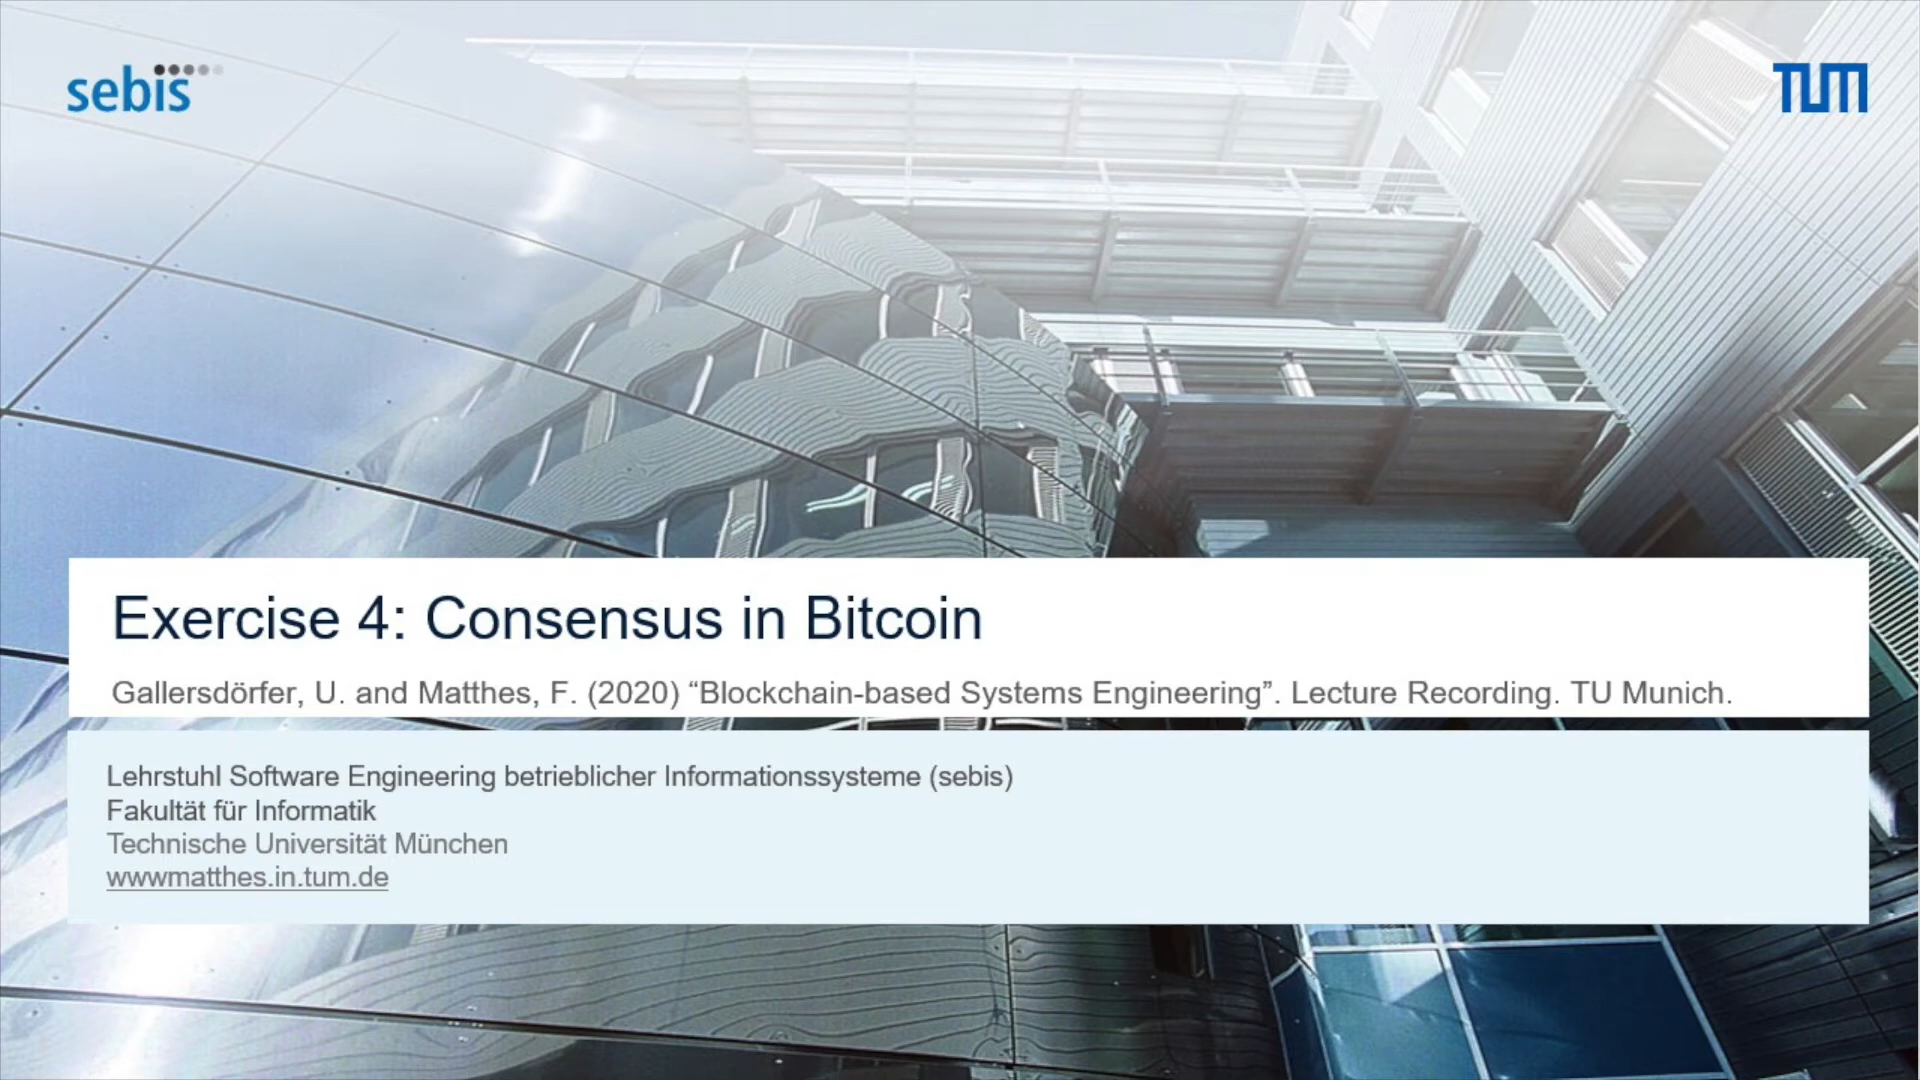 sebis
TUM
Exercise 4: Consensus in Bitcoin
Gallersdörfer, U. and Matthes, F. (2020) “Blockchain-based Systems Engineering”. Lecture Recording. TU Munich.
Lehrstuhl Software Engineering betrieblicher Informationssysteme (sebis)
Fakultät für Informatik
Technische Universität München
wwwmatthes.in.tum.de